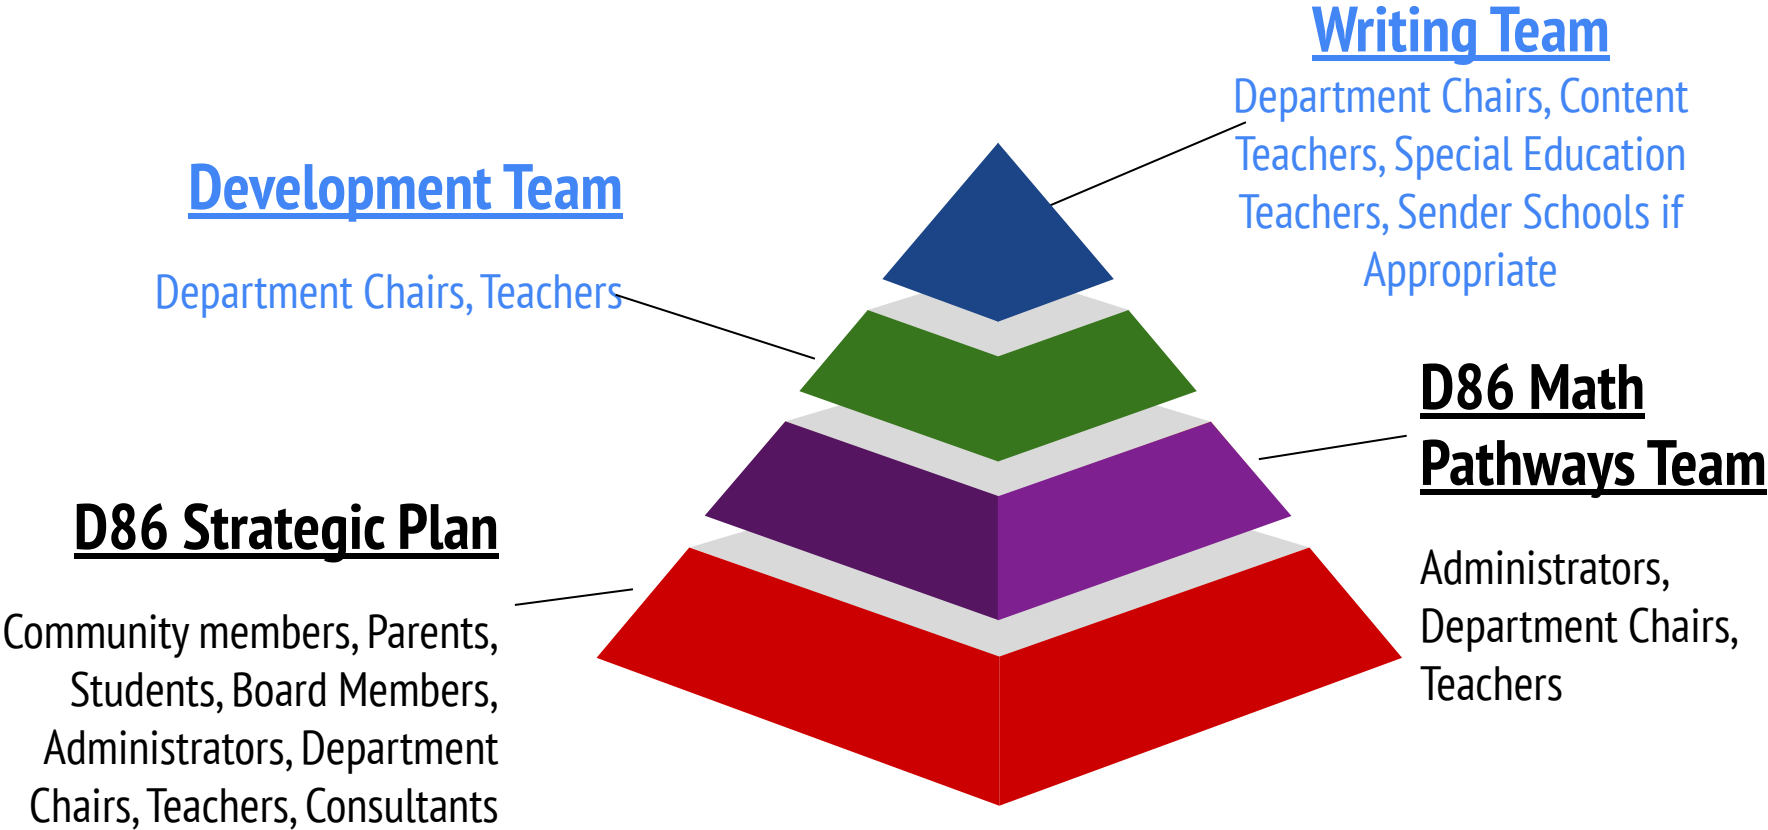 Writing Team
Department Chairs, Content
Teachers, Special Education
Teachers, Sender Schools if
Appropriate
Development Team
Department Chairs, Teachers
D86 Math
Pathways Team
Administrators,
Department Chairs,
Teachers
D86 Strategic Plan
Community members, Parents,
Students, Board Members,
Administrators, Department
Chairs, Teachers, Consultants